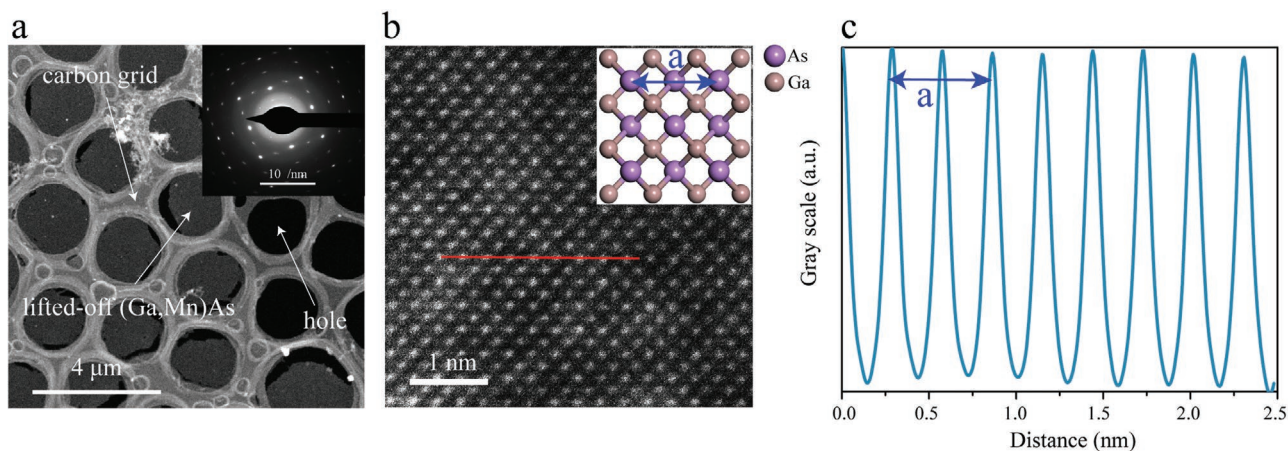 a
carbon grid
10 /nm
lifted-off (Ga,Mn)As
hole
4 μm
b
a
As
Ga
1 nm
c
a
Gray scale (a.u.)
0.0 0.5 1.0 1.5 2.0 2.5
Distance (nm)